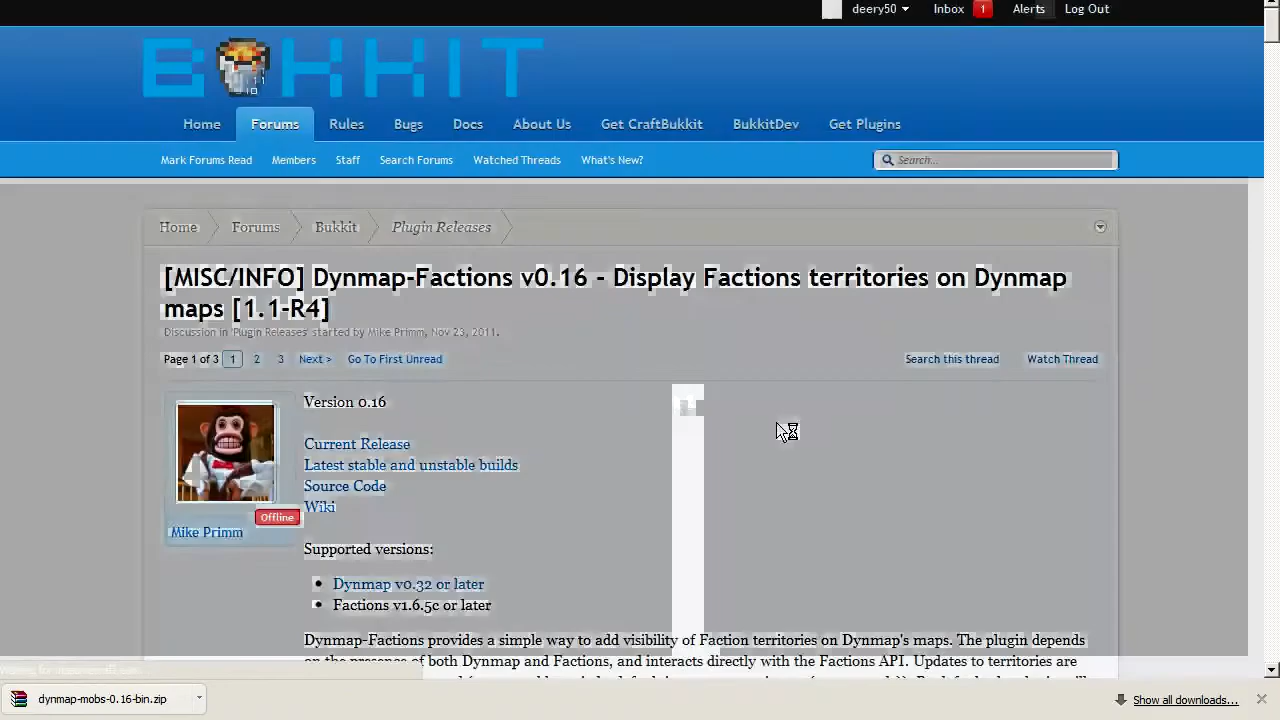 deery50 Inbox 1 Alerts Log Out
BUKKIT
Home Forums Rules Bugs Docs About Us Get CraftBukkit BukkitDev Get Plugins
Mark Forums Read Members Staff Search Forums Watched Threads What's New? Search...
Home Forums Bukkit Plugin Releases
[MISC/INFO] Dynmap-Factions v0.16 - Display Factions territories on Dynmap
maps [1.1-R4]
Discussion in 'Plugin Releases' started by Mike Primm, Nov 23, 2011.
Page 1 of 3 1 2 3 Next > Go To First Unread Search this thread Watch Thread
Version 0.16
Current Release
Latest stable and unstable builds
Source Code
Wiki
Offline
Mike Primm
Supported versions:
Dynmap v0.32 or later
Factions v1.6.5c or later
Dynmap-Factions provides a simple way to add visibility of Faction territories on Dynmap's maps. The plugin depends
on the presence of both Dynmap and Factions, and interacts directly with the Factions API. Updates to territories are
dynmap-mobs-0.16-bin.zip Show all downloads...